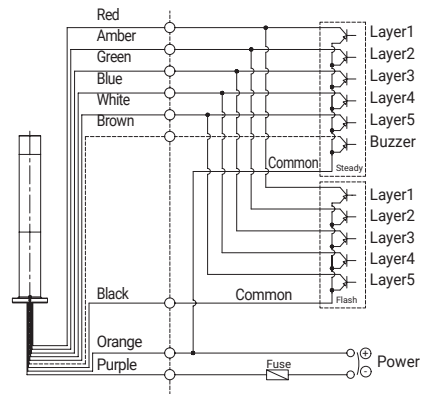 Red
Amber
Green
Blue
White
Brown
Layer1
Layer2
Layer3
Layer4
Layer5
Buzzer
Common
Steady
Layer1
Layer2
Layer3
Layer4
Layer5
Black
Common
Flash
Orange
Purple
Fuse
+
-
Power